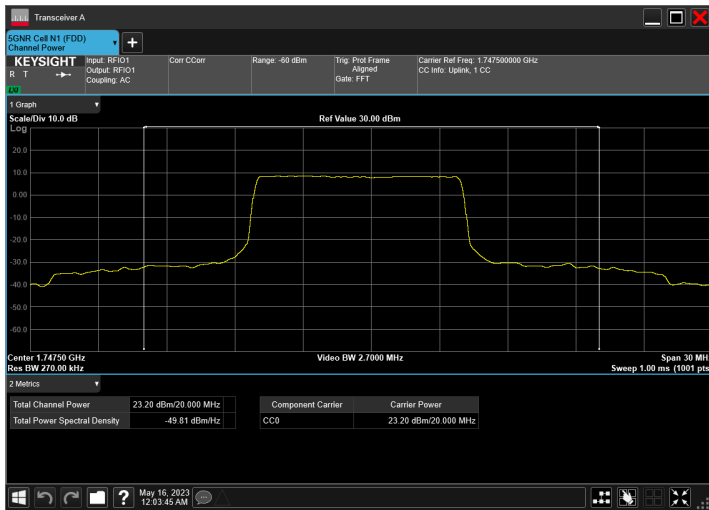 Transceiver A
5GNR Cell N1 (FDD)
Channel Power
KEYSIGHT
R T
LNI
Input: RFIO1
Output: RFIO1
Coupling: AC
Corr CCorr
Range: -60 dBm
Trig: Prot Frame
Aligned
Gate: FFT
Carrier Ref Freq: 1.747500000 GHz
CC Info: Uplink, 1 CC
1 Graph
Scale/Div 10.0 dB
Ref Value 30.00 dBm
Log
20.0
10.0
0.00
-10.0
-20.0
-30.0
-40.0
-50.0
-60.0
Center 1.74750 GHz
Video BW 2.7000 MHz
Span 30 MH
Res BW 270.00 kHz
Sweep 1.00 ms (1001 pts
2 Metrics
Total Channel Power 23.20 dBm/20.000 MHz
Total Power Spectral Density -49.81 dBm/Hz
Component Carrier Carrier Power
CC0 23.20 dBm/20.000 MHz
?
May 16, 2023
12:03:45 AM